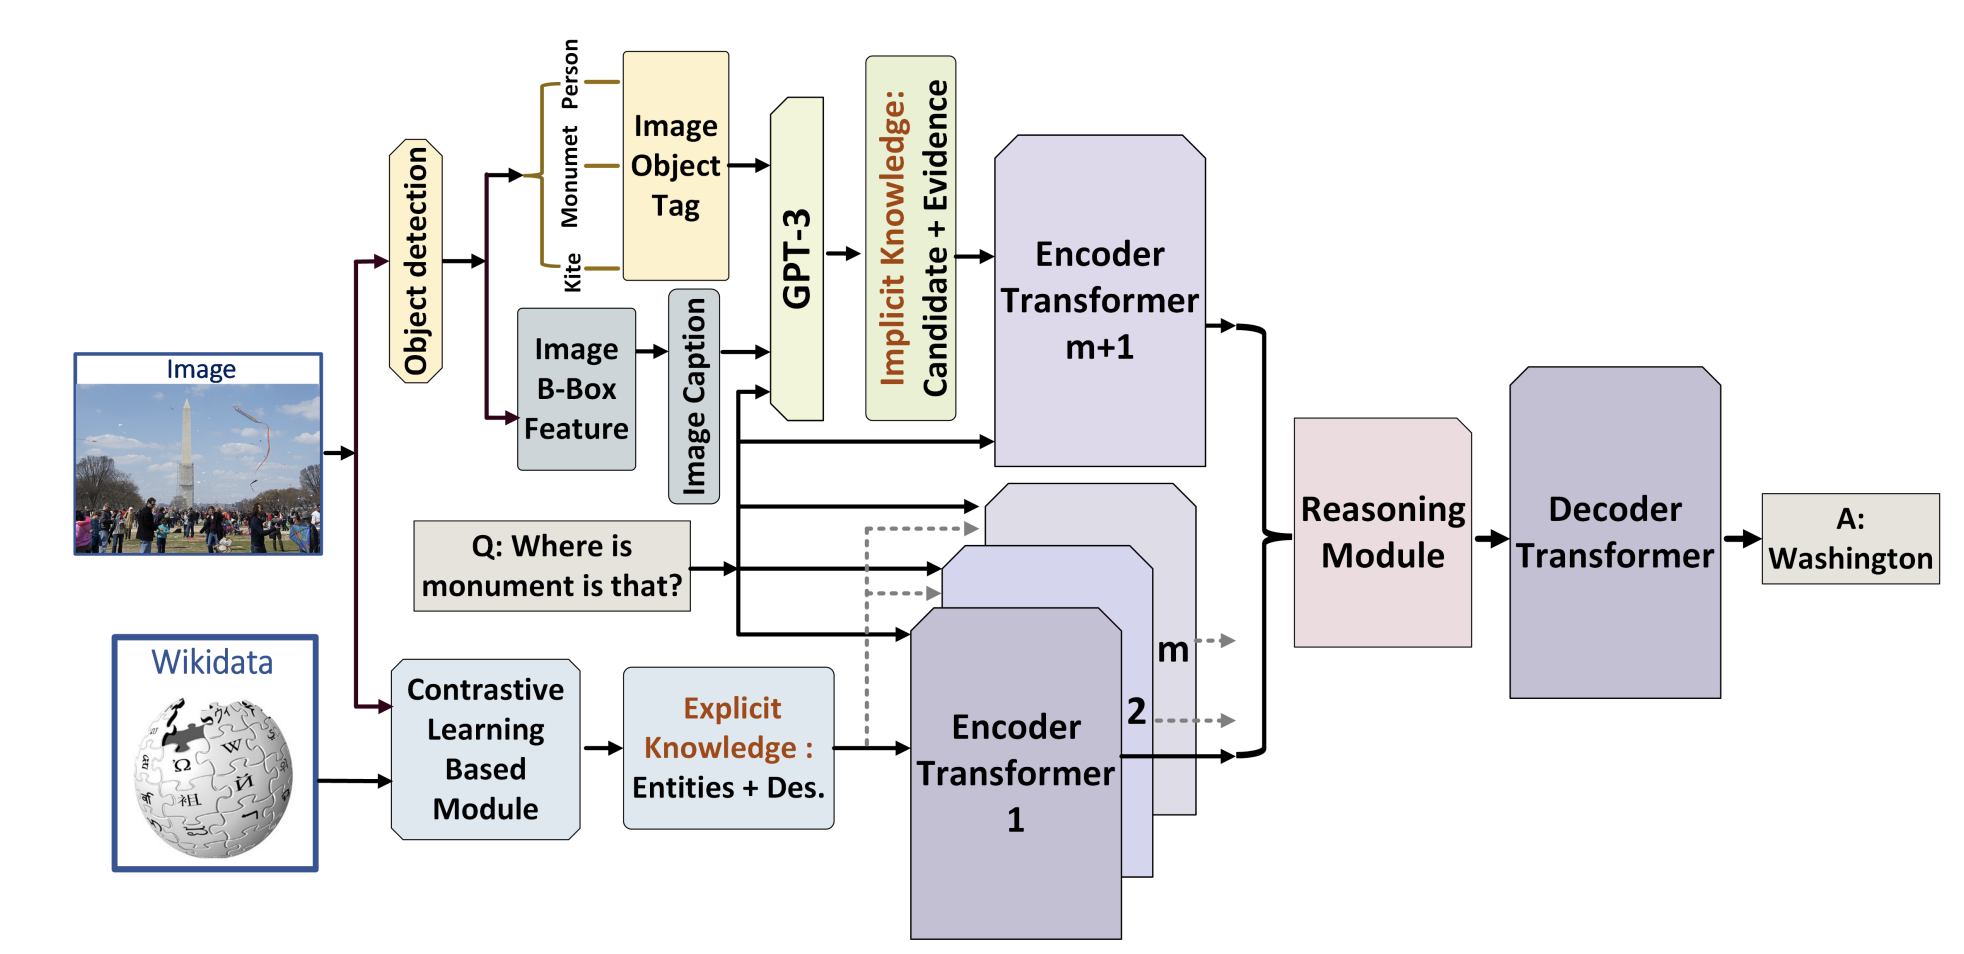 Image
Wikidata
Object detection
Person
Monumet
Kite
Image
Object
Tag
Image
B-Box
Feature
Image Caption
GPT-3
Implicit Knowledge:
Candidate + Evidence
Q: Where is
monument is that?
Contrastive
Learning
Based
Module
Explicit
Knowledge :
Entities + Des.
Encoder
Transformer
m+1
m
2
Encoder
Transformer
1
Reasoning
Module
Decoder
Transformer
A:
Washington
W
Ω
И
祖